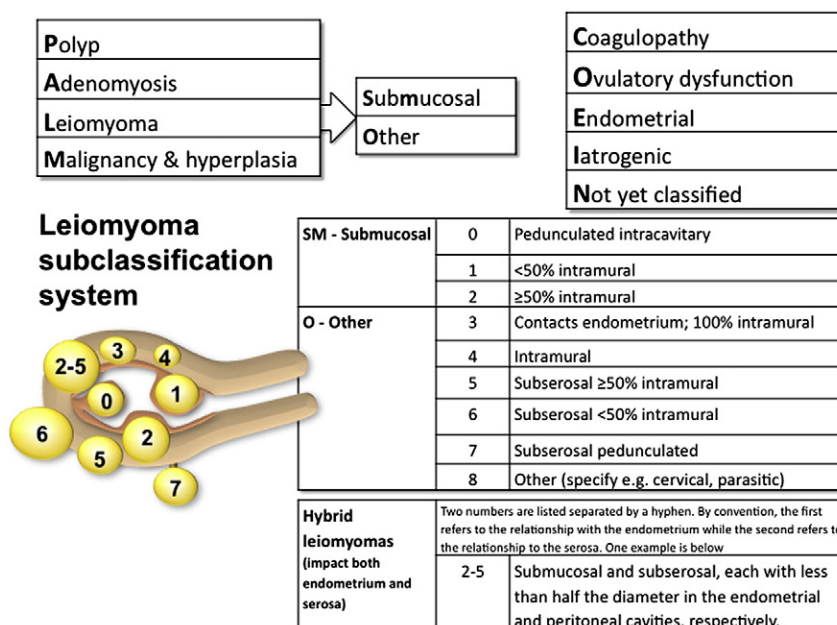 Polyp
Adenomyosis
Leiomyoma
Malignancy & hyperplasia
Submucosal
Other
Coagulopathy
Ovulatory dysfunction
Endometrial
Iatrogenic
Not yet classified
Leiomyoma
subclassification
system
SM - Submucosal
0 Pedunculated intracavitary
1 <50% intramural
2 ≥50% intramural
O - Other
3 Contacts endometrium; 100% intramural
4 Intramural
5 Subserosal ≥50% intramural
6 Subserosal <50% intramural
7 Subserosal pedunculated
8 Other (specify e.g. cervical, parasitic)
2-5
3
4
0
1
6
5
2
7
Hybrid
leiomyomas
(impact both
endometrium and
serosa)
Two numbers are listed separated by a hyphen. By convention, the first
refers to the relationship with the endometrium while the second refers to
the relationship to the serosa. One example is below
2-5 Submucosal and subserosal, each with less
than half the diameter in the endometrial
and peritoneal cavities, respectively.